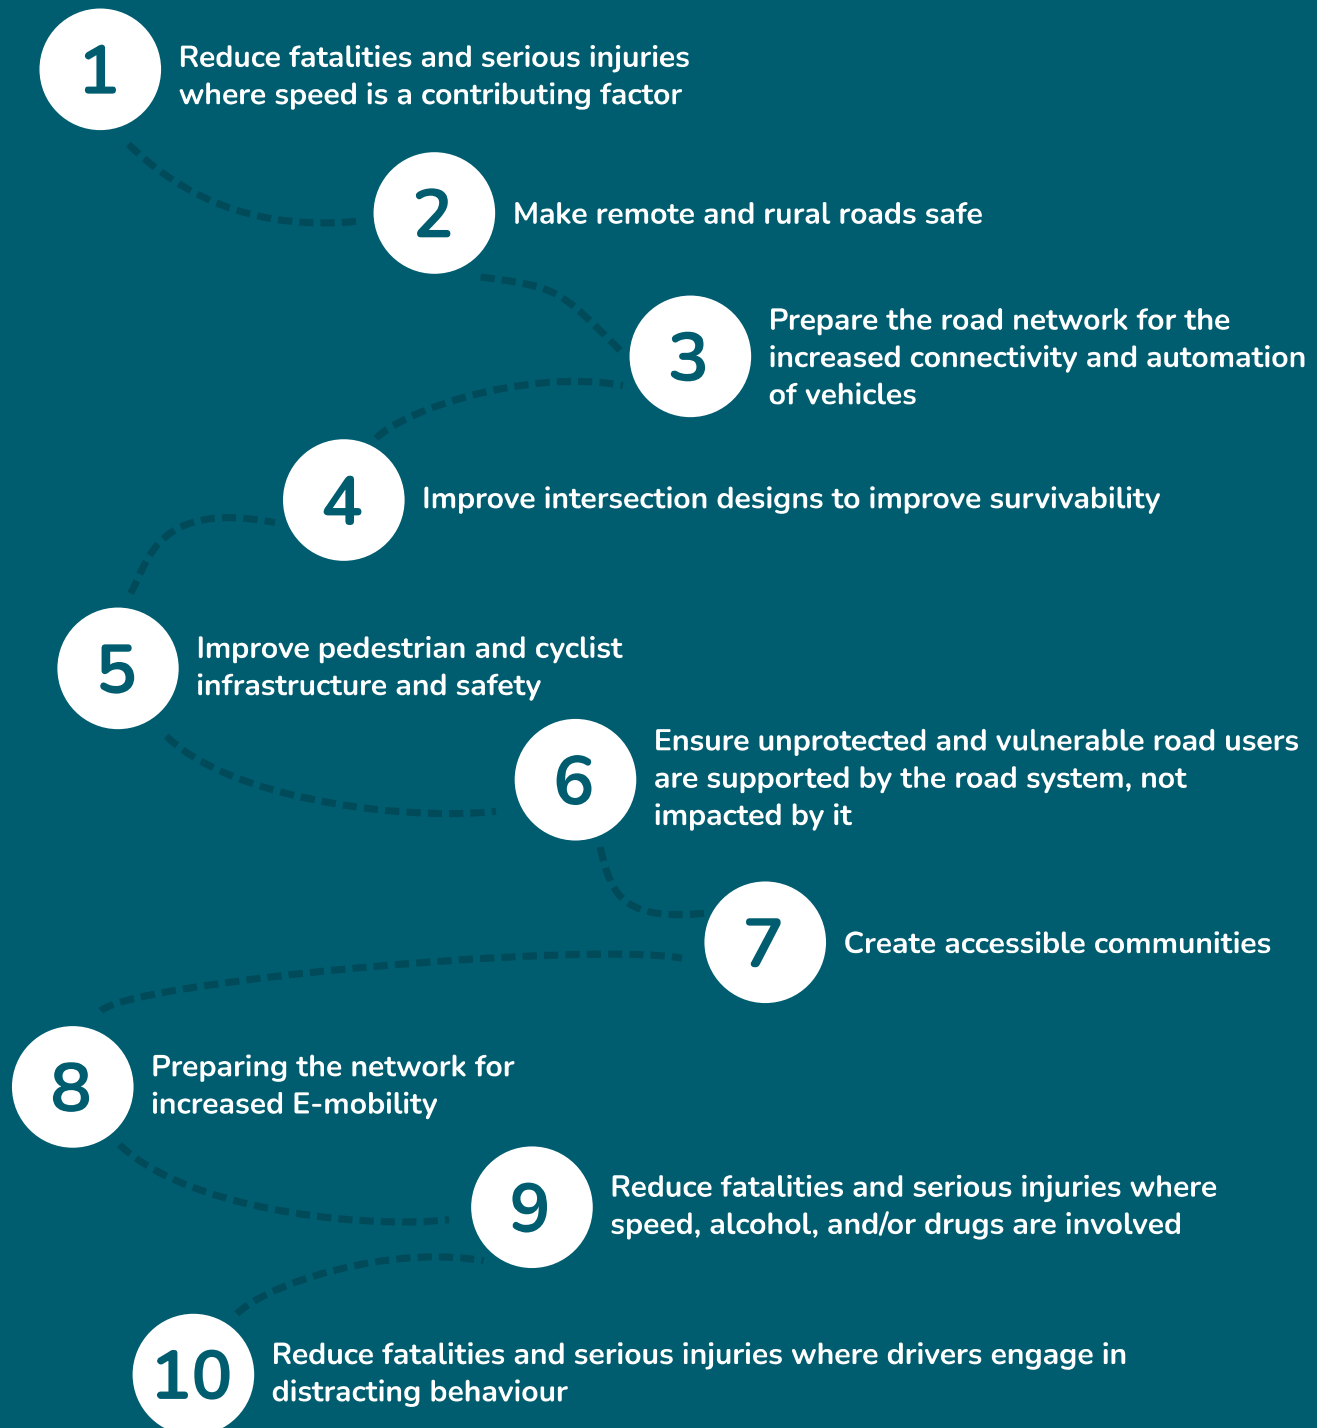 1
Reduce fatalities and serious injuries
where speed is a contributing factor
2
Make remote and rural roads safe
3
Prepare the road network for the
increased connectivity and automation
of vehicles
4
Improve intersection designs to improve survivability
5
Improve pedestrian and cyclist
infrastructure and safety
6
Ensure unprotected and vulnerable road users
are supported by the road system, not
impacted by it
7
Create accessible communities
8
Preparing the network for
increased E-mobility
9
Reduce fatalities and serious injuries where
speed, alcohol, and/or drugs are involved
10
Reduce fatalities and serious injuries where drivers engage in
distracting behaviour